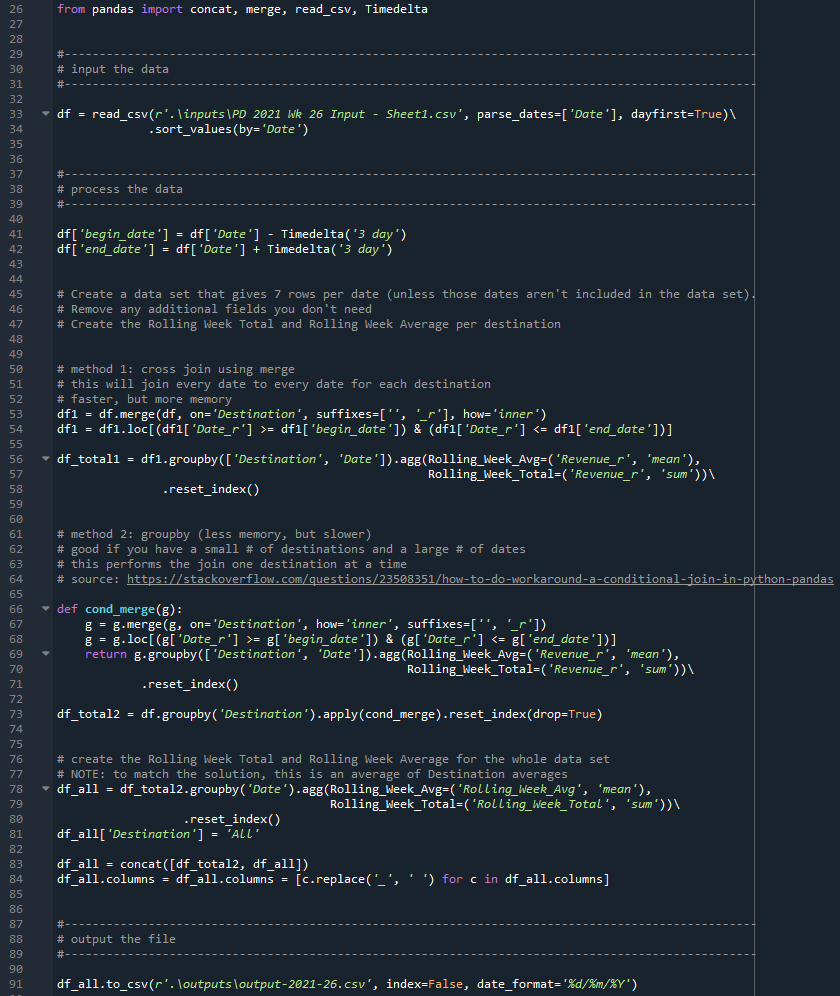 26 from pandas import concat, merge, read_csv, Timedelta
27
28
29 #---------------------------------------------------------------------------------------------------
30 # input the data
31 #---------------------------------------------------------------------------------------------------
32
33 df = read_csv(r'.\inputs\PD 2021 Wk 26 Input - Sheet1.csv', parse_dates=['Date'], dayfirst=True)\
34              .sort_values(by='Date')
35
36
37 #---------------------------------------------------------------------------------------------------
38 # process the data
39 #---------------------------------------------------------------------------------------------------
40
41 df['begin_date'] = df['Date'] - Timedelta('3 day')
42 df['end_date'] = df['Date'] + Timedelta('3 day')
43
44
45 # Create a data set that gives 7 rows per date (unless those dates aren't included in the data set).
46 # Remove any additional fields you don't need
47 # Create the Rolling Week Total and Rolling Week Average per destination
48
49
50 # method 1: cross join using merge
51 # this will join every date to every date for each destination
52 # faster, but more memory
53 df1 = df.merge(df, on='Destination', suffixes=['', '_r'], how='inner')
54 df1 = df1.loc[(df1['Date_r'] >= df1['begin_date']) & (df1['Date_r'] <= df1['end_date'])]
55
56 df_total1 = df1.groupby(['Destination', 'Date']).agg(Rolling_Week_Avg=('Revenue_r', 'mean'),
57                                                      Rolling_Week_Total=('Revenue_r', 'sum'))\
58                .reset_index()
59
60
61 # method 2: groupby (less memory, but slower)
62 # good if you have a small # of destinations and a large # of dates
63 # this performs the join one destination at a time
64 # source: https://stackoverflow.com/questions/23508351/how-to-do-workaround-a-conditional-join-in-python-pandas
65
66 def cond_merge(g):
67     g = g.merge(g, on='Destination', how='inner', suffixes=['', '_r'])
68     g = g.loc[(g['Date_r'] >= g['begin_date']) & (g['Date_r'] <= g['end_date'])]
69     return g.groupby(['Destination', 'Date']).agg(Rolling_Week_Avg=('Revenue_r', 'mean'),
70                                                   Rolling_Week_Total=('Revenue_r', 'sum'))\
71             .reset_index()
72
73 df_total2 = df.groupby('Destination').apply(cond_merge).reset_index(drop=True)
74
75
76 # create the Rolling Week Total and Rolling Week Average for the whole data set
77 # NOTE: to match the solution, this is an average of Destination averages
78 df_all = df_total2.groupby('Date').agg(Rolling_Week_Avg=('Rolling_Week_Avg', 'mean'),
79                                        Rolling_Week_Total=('Rolling_Week_Total', 'sum'))\
80                   .reset_index()
81 df_all['Destination'] = 'All'
82
83 df_all = concat([df_total2, df_all])
84 df_all.columns = df_all.columns = [c.replace('_', ' ') for c in df_all.columns]
85
86
87 #---------------------------------------------------------------------------------------------------
88 # output the file
89 #---------------------------------------------------------------------------------------------------
90
91 df_all.to_csv(r'.\outputs\output-2021-26.csv', index=False, date_format='%d/%m/%Y')